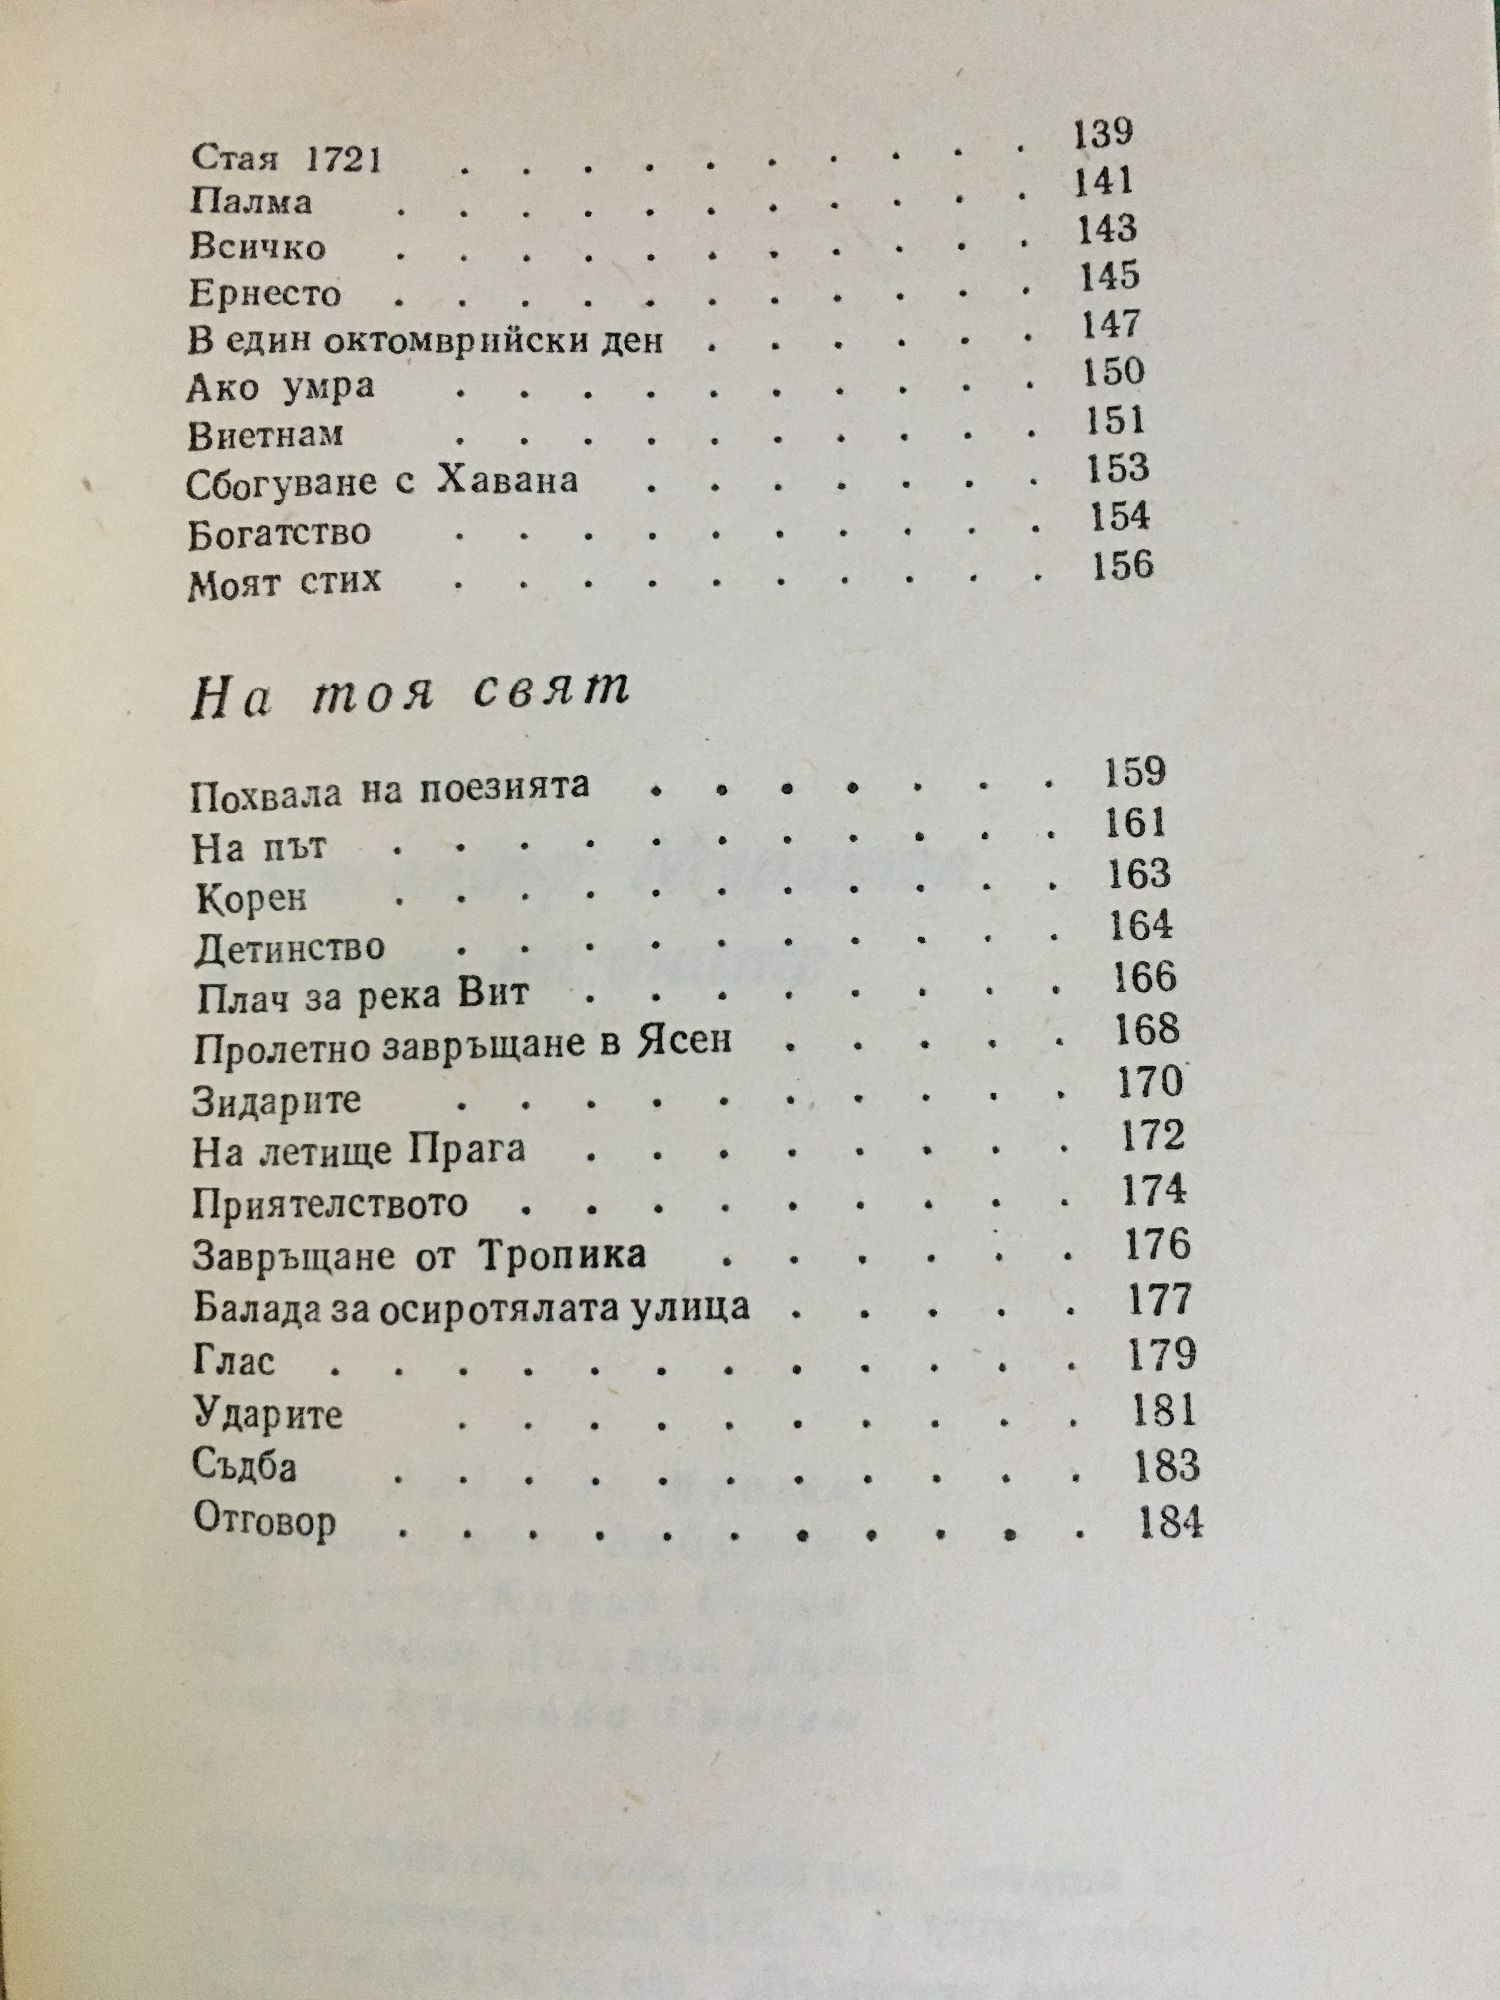 Стая 1721 . . . . . . . . . . 139
Палма . . . . . . . . . . . 141
Всичко . . . . . . . . . . . 143
Ернесто . . . . . . . . . . . 145
В един октомврийски ден . . . . . . 147
Ако умра . . . . . . . . . . 150
Виетнам . . . . . . . . . . 151
Сбогуване с Хавана . . . . . . . 153
Богатство . . . . . . . . . . 154
Моят стих . . . . . . . . . . 156
На тоя свят
Похвала на поезията . . . . . . . 159
На път . . . . . . . . . . . 161
Корен . . . . . . . . . . . 163
Детинство . . . . . . . . . . 164
Плач за река Вит . . . . . . . . 166
Пролетно завръщане в Ясен . . . . . 168
Зидарите . . . . . . . . . . 170
На летище Прага . . . . . . . . 172
Приятелството . . . . . . . . . 174
Завръщане от Тропика . . . . . . 176
Балада за осиротялата улица . . . . . 177
Глас . . . . . . . . . . . . 179
Ударите . . . . . . . . . . 181
Съдба . . . . . . . . . . . 183
Отговор . . . . . . . . . . . 184